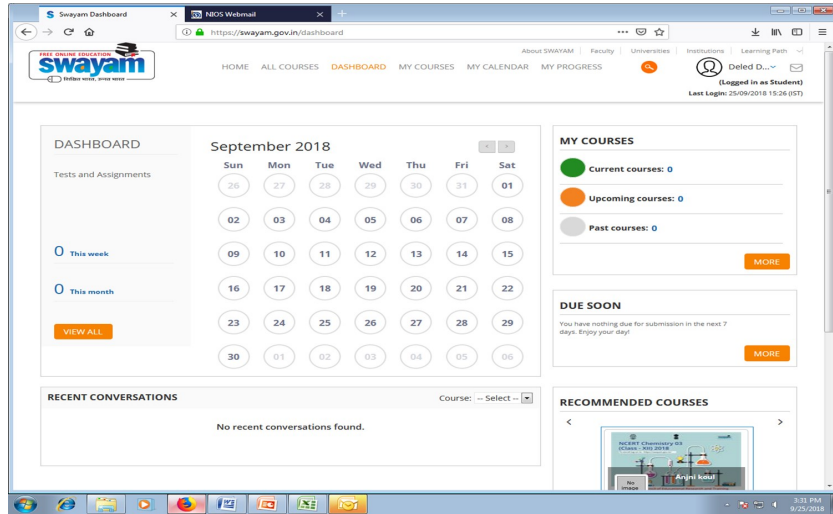 Swayam Dashboard
NIOS Webmail
https://swayam.gov.in/dashboard
About SWAYAM Faculty Universities Institutions Learning Path
FREE ONLINE EDUCATION
swayam
शिक्षित भारत, उन्नत भारत
HOME ALL COURSES DASHBOARD MY COURSES MY CALENDAR MY PROGRESS
Deled D...
(Logged in as Student)
Last Login: 25/09/2018 15:26 (IST)
DASHBOARD
Tests and Assignments
0 This week
0 This month
VIEW ALL
September 2018
Sun Mon Tue Wed Thu Fri Sat
26 27 28 29 30 31 01
02 03 04 05 06 07 08
09 10 11 12 13 14 15
16 17 18 19 20 21 22
23 24 25 26 27 28 29
30 01 02 03 04 05 06
MY COURSES
Current courses: 0
Upcoming courses: 0
Past courses: 0
MORE
DUE SOON
You have nothing due for submission in the next 7
days. Enjoy your day!
MORE
RECENT CONVERSATIONS
Course: -- Select --
No recent conversations found.
RECOMMENDED COURSES
NCERT Chemistry 03
(Class - XII) 2018
No
image
Anjni koul
3:31 PM
9/25/2018